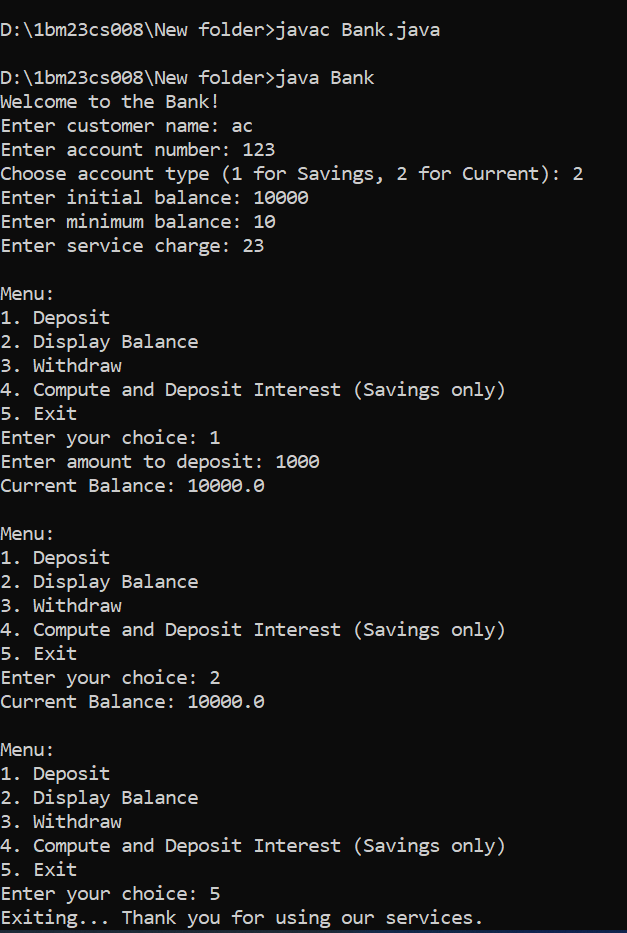 D:\1bm23cs008\New folder>javac Bank.java
D:\1bm23cs008\New folder>java Bank
Welcome to the Bank!
Enter customer name: ac
Enter account number: 123
Choose account type (1 for Savings, 2 for Current): 2
Enter initial balance: 10000
Enter minimum balance: 10
Enter service charge: 23
Menu:
1. Deposit
2. Display Balance
3. Withdraw
4. Compute and Deposit Interest (Savings only)
5. Exit
Enter your choice: 1
Enter amount to deposit: 1000
Current Balance: 10000.0
Menu:
1. Deposit
2. Display Balance
3. Withdraw
4. Compute and Deposit Interest (Savings only)
5. Exit
Enter your choice: 2
Current Balance: 10000.0
Menu:
1. Deposit
2. Display Balance
3. Withdraw
4. Compute and Deposit Interest (Savings only)
5. Exit
Enter your choice: 5
Exiting... Thank you for using our services.